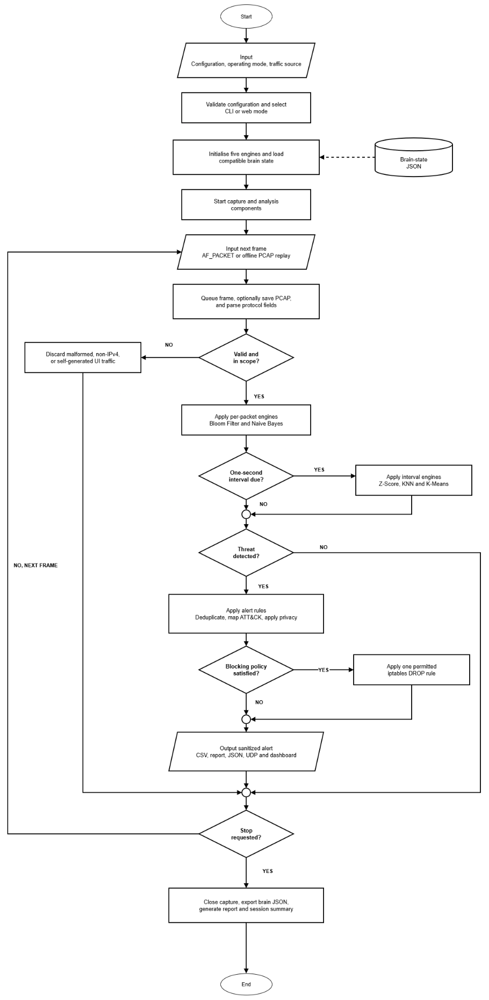 Start
Input
Configuration, operating mode, traffic source
Validate configuration and select
CLI or web mode
Initialise five engines and load
compatible brain state
Brain-state
JSON
Start capture and analysis
components
Input next frame
AF_PACKET or offline PCAP replay
Queue frame, optionally save PCAP,
and parse protocol fields
Valid and
in scope?
NO
Discard malformed, non-IPv4,
or self-generated UI traffic
YES
Apply per-packet engines
Bloom Filter and Naive Bayes
One-second
interval due?
YES
Apply interval engines
Z-Score, KNN and K-Means
NO
Threat
detected?
NO
NO, NEXT FRAME
YES
Apply alert rules
Deduplicate, map ATT&CK, apply privacy
Blocking policy
satisfied?
YES
Apply one permitted
iptables DROP rule
NO
Output sanitized alert
CSV, report, JSON, UDP and dashboard
Stop
requested?
YES
Close capture, export brain JSON,
generate report and session summary
End